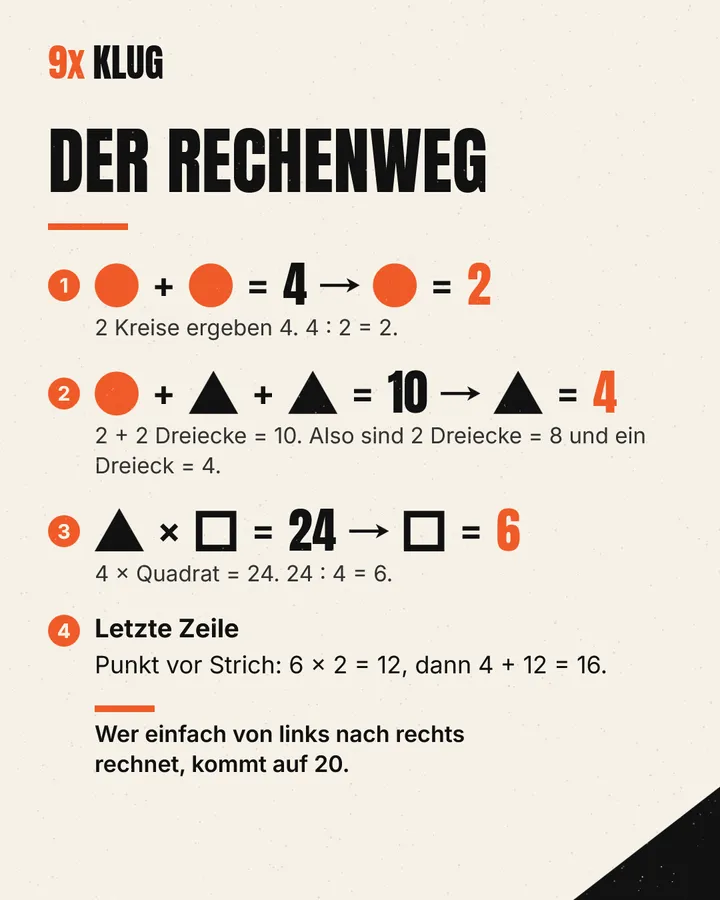 9x KLUG
DER RECHENWEG
1 + = 4 → = 2
2 Kreise ergeben 4. 4 : 2 = 2.
2 + + = 10 → = 4
2 + 2 Dreiecke = 10. Also sind 2 Dreiecke = 8 und ein
Dreieck = 4.
3 × = 24 → = 6
4 × Quadrat = 24. 24 : 4 = 6.
4 Letzte Zeile
Punkt vor Strich: 6 × 2 = 12, dann 4 + 12 = 16.
Wer einfach von links nach rechts
rechnet, kommt auf 20.